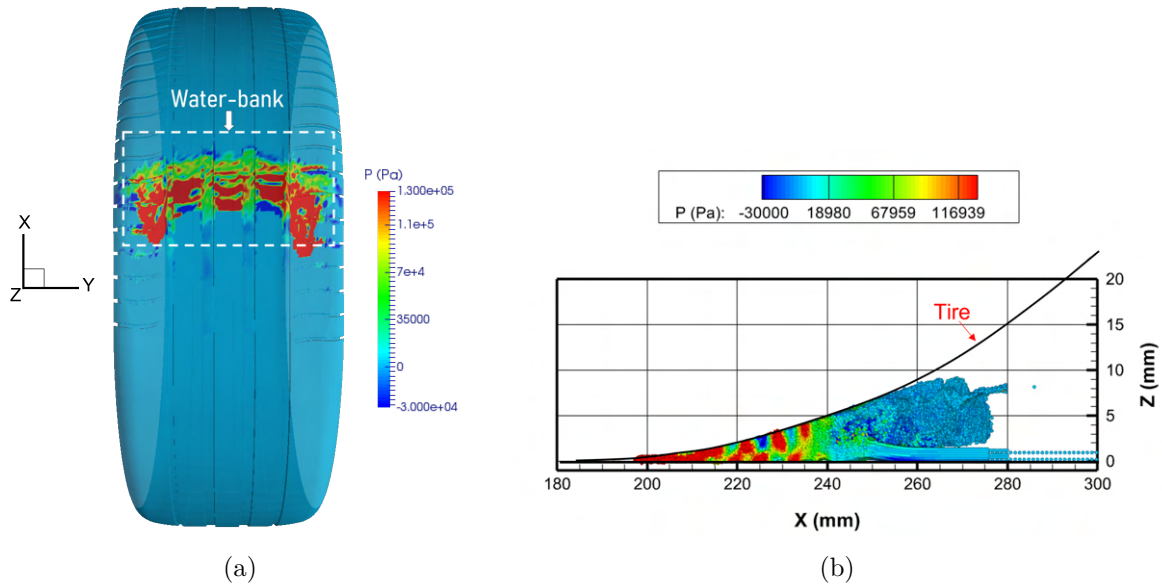 Water-bank
P (Pa)
1.300e+05
1.1e+5
7e+4
35000
0
-3.000e+04
X
Z
Y
(a)
P (Pa): -30000 18980 67959 116939
Tire
20
15
10
5
0
Z (mm)
180 200 220 240 260 280 300
X (mm)
(b)